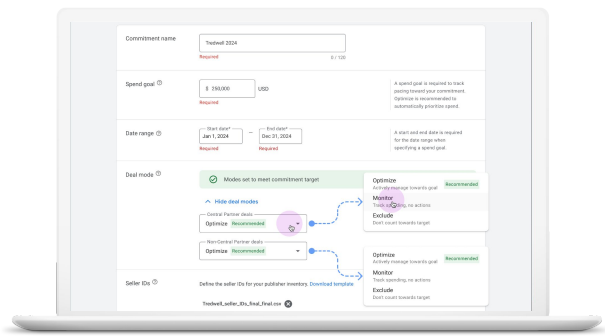 Commitment name
Tredwell 2024
Required
0 / 120
Spend goal
$ 250,000
USD
Required
A spend goal is required to track
pacing toward your commitment.
Optimize is recommended to
automatically prioritize spend.
Date range
Start date*
Jan 1, 2024
–
End date*
Dec 31, 2024
Required
Required
A start and end date is required
for the date range when
specifying a spend goal.
Deal mode
Modes set to meet commitment target
Hide deal modes
Central Partner deals
Optimize Recommended
Non-Central Partner deals
Optimize Recommended
Optimize
Actively manage towards goal
Recommended
Monitor
Track spending, no actions
Exclude
Don't count towards target
Optimize
Actively manage towards goal
Recommended
Monitor
Track spending, no actions
Exclude
Don't count towards target
Seller IDs
Define the seller IDs for your publisher inventory. Download template
Tredwell_seller_IDs_final_final.csv